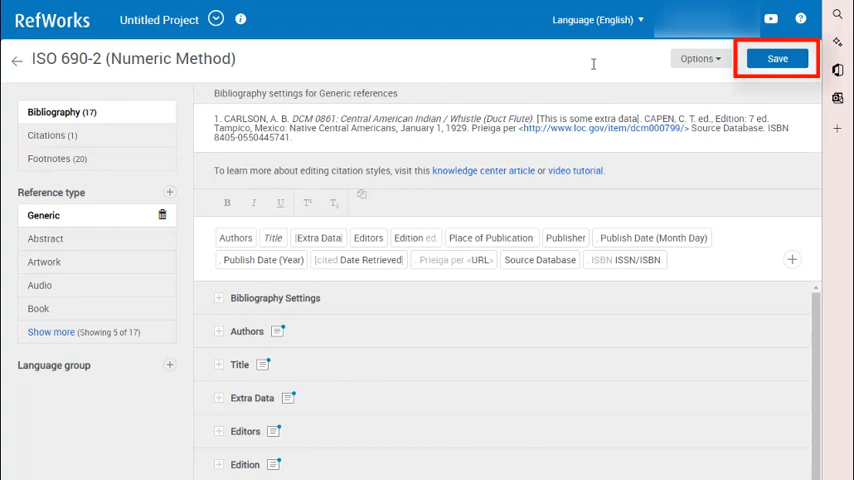 RefWorks
Untitled Project
Language (English)
ISO 690-2 (Numeric Method)
Options
Save
Bibliography (17)
Citations (1)
Footnotes (20)
Reference type
Generic
Abstract
Artwork
Audio
Book
Show more (Showing 5 of 17)
Language group
Bibliography settings for Generic references
1. CARLSON, A. B. DCM 0861: Central American Indian / Whistle (Duct Flute). [This is some extra data]. CAPEN, C. T. ed., Edition: 7 ed.
Tampico, Mexico: Native Central Americans, January 1, 1929. Prieiga per <http://www.loc.gov/item/dcm000799/> Source Database. ISBN
8405-0550445741.
To learn more about editing citation styles, visit this knowledge center article or video tutorial.
B I U T² T₁
Authors Title [Extra Data] Editors Edition ed. Place of Publication Publisher , Publish Date (Month Day)
, Publish Date (Year) [cited Date Retrieved] . Prieiga per <URL> Source Database . ISBN ISSN/ISBN
Bibliography Settings
Authors
Title
Extra Data
Editors
Edition